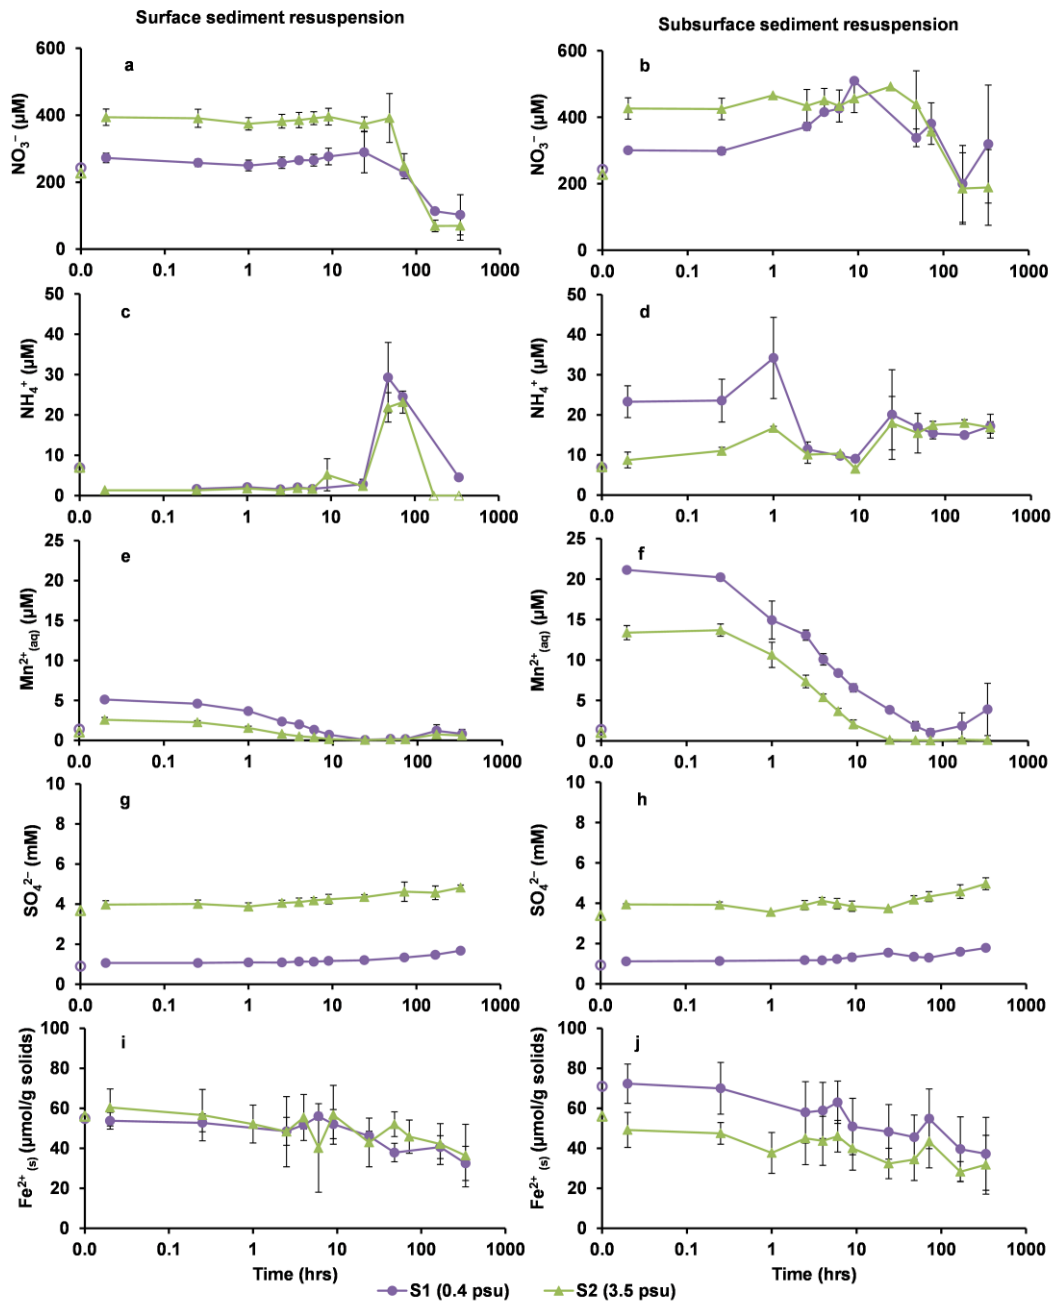 Surface sediment resuspension
Subsurface sediment resuspension
a
NO₃⁻ (µM)
600
400
200
0
0.0 0.1 1 10 100 1000
b
NO₃⁻ (µM)
600
400
200
0
0.0 0.1 1 10 100 1000
c
NH₄⁺ (µM)
50
40
30
20
10
0
0.0 0.1 1 10 100 1000
d
NH₄⁺ (µM)
50
40
30
20
10
0
0.0 0.1 1 10 100 1000
e
Mn²⁺(aq) (µM)
25
20
15
10
5
0
0.0 0.1 1 10 100 1000
f
Mn²⁺(aq) (µM)
25
20
15
10
5
0
0.0 0.1 1 10 100 1000
g
SO₄²⁻ (mM)
10
8
6
4
2
0
0.0 0.1 1 10 100 1000
h
SO₄²⁻ (mM)
10
8
6
4
2
0
0.0 0.1 1 10 100 1000
i
Fe²⁺(s) (µmol/g solids)
100
80
60
40
20
0
0.0 0.1 1 10 100 1000
Time (hrs)
j
Fe²⁺(s) (µmol/g solids)
100
80
60
40
20
0
0.0 0.1 1 10 100 1000
Time (hrs)
S1 (0.4 psu) S2 (3.5 psu)